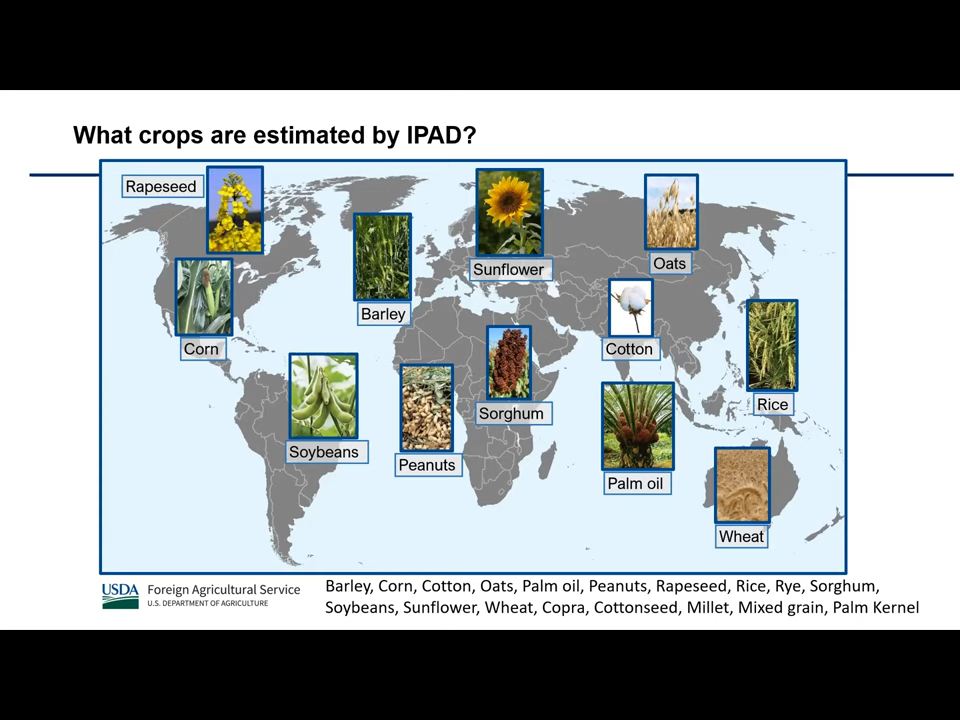 What crops are estimated by IPAD?
Rapeseed
Sunflower
Oats
Barley
Corn
Cotton
Rice
Sorghum
Soybeans
Peanuts
Palm oil
Wheat
USDA
Foreign Agricultural Service
U.S. DEPARTMENT OF AGRICULTURE
Barley, Corn, Cotton, Oats, Palm oil, Peanuts, Rapeseed, Rice, Rye, Sorghum,
Soybeans, Sunflower, Wheat, Copra, Cottonseed, Millet, Mixed grain, Palm Kernel